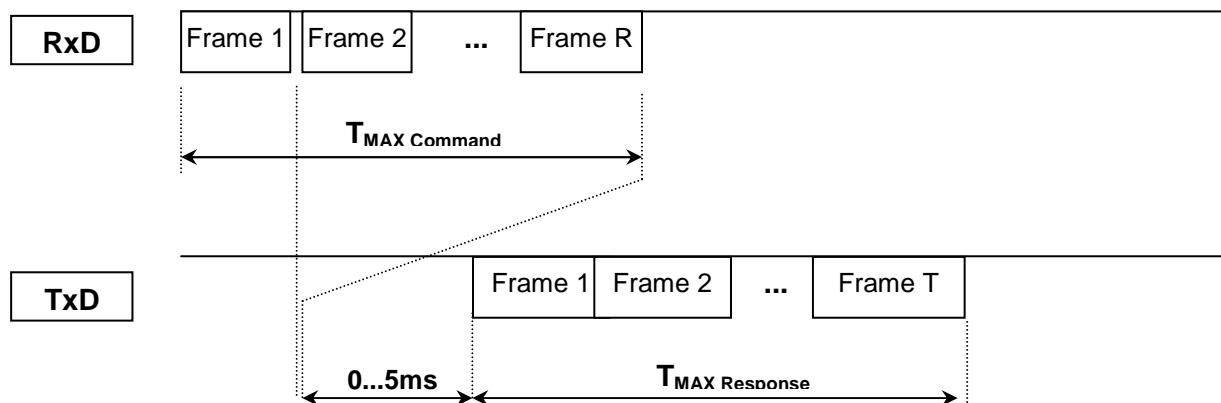 RxD Frame 1 Frame 2 ... Frame R
TMAX Command
TxD Frame 1 Frame 2 ... Frame T
0...5ms TMAX Response